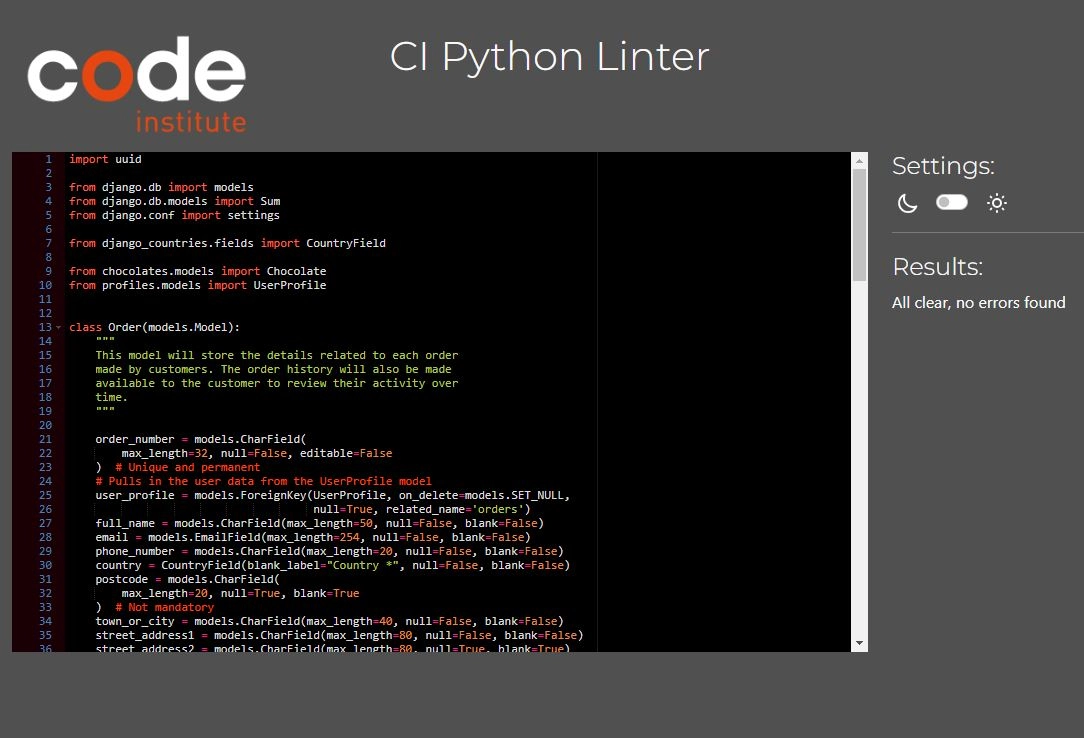 code
institute
CI Python Linter
1 import uuid
2
3 from django.db import models
4 from django.db.models import Sum
5 from django.conf import settings
6
7 from django_countries.fields import CountryField
8
9 from chocolates.models import Chocolate
10 from profiles.models import UserProfile
11
12
13 class Order(models.Model):
14     """
15     This model will store the details related to each order
16     made by customers. The order history will also be made
17     available to the customer to review their activity over
18     time.
19     """
20
21     order_number = models.CharField(
22         max_length=32, null=False, editable=False
23     )  # Unique and permanent
24     # Pulls in the user data from the UserProfile model
25     user_profile = models.ForeignKey(UserProfile, on_delete=models.SET_NULL,
26                                      null=True, related_name='orders')
27     full_name = models.CharField(max_length=50, null=False, blank=False)
28     email = models.EmailField(max_length=254, null=False, blank=False)
29     phone_number = models.CharField(max_length=20, null=False, blank=False)
30     country = CountryField(blank_label="Country *", null=False, blank=False)
31     postcode = models.CharField(
32         max_length=20, null=True, blank=True
33     )  # Not mandatory
34     town_or_city = models.CharField(max_length=40, null=False, blank=False)
35     street_address1 = models.CharField(max_length=80, null=False, blank=False)
36     street_address2 = models.CharField(max_length=80, null=True, blank=True)
Settings:
Results:
All clear, no errors found